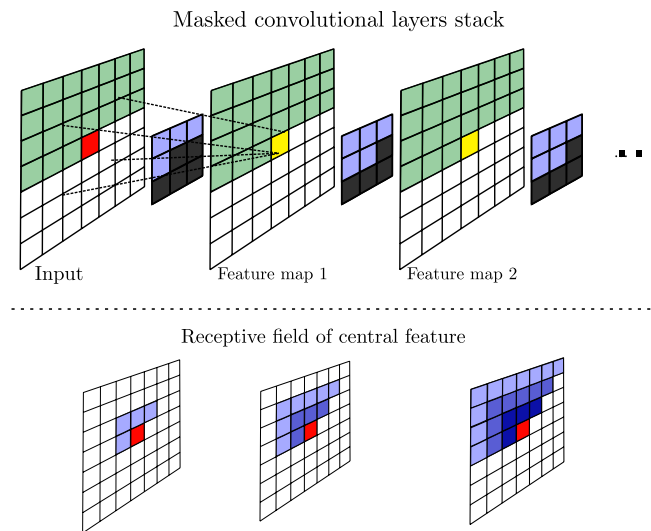 Masked convolutional layers stack
Input
Feature map 1
Feature map 2
Receptive field of central feature